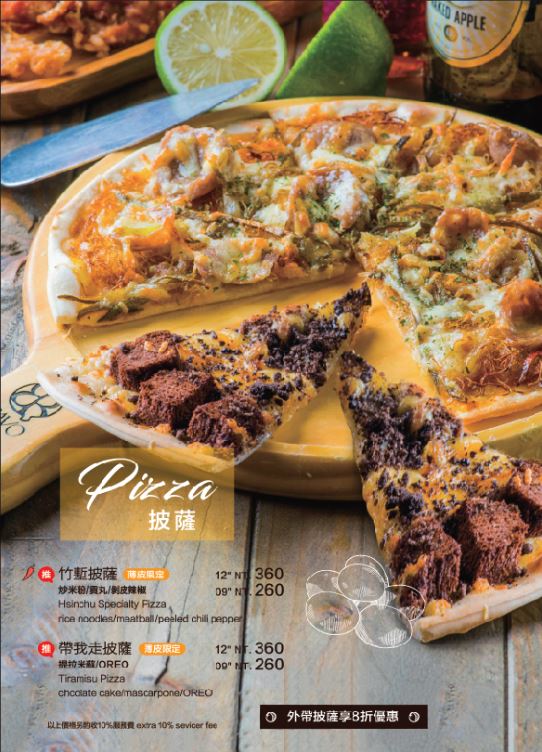 KED APPLE
AVO
Pizza
披薩
推 竹塹披薩 薄皮限定 12" NT. 360
炒米粉/貢丸/剝皮辣椒 09" NT. 260
Hsinchu Specialty Pizza
rice noodles/maatball/peeled chili pepper
推 帶我走披薩 薄皮限定 12" NT. 360
提拉米蘇/OREO 09" NT. 260
Tiramisu Pizza
chcolate cake/mascarpone/OREO
以上價格另酌收10%服務費 extra 10% sevicer fee
外帶披薩享8折優惠